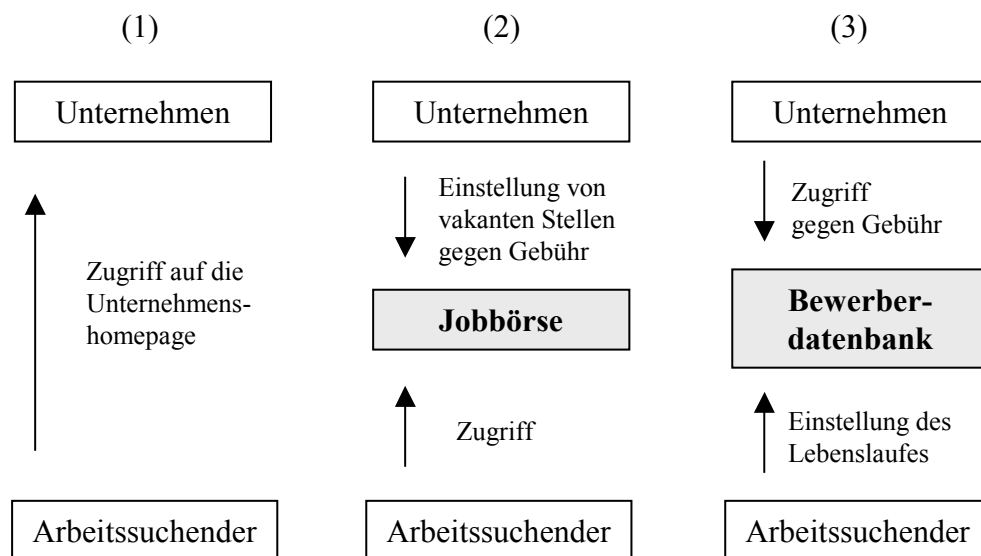 (1)
Unternehmen
Zugriff auf die
Unternehmens-
homepage
Arbeitssuchender
(2)
Unternehmen
Einstellung von
vakanten Stellen
gegen Gebühr
Jobbörse
Zugriff
Arbeitssuchender
(3)
Unternehmen
Zugriff
gegen Gebühr
Bewerber-
datenbank
Einstellung des
Lebenslaufes
Arbeitssuchender